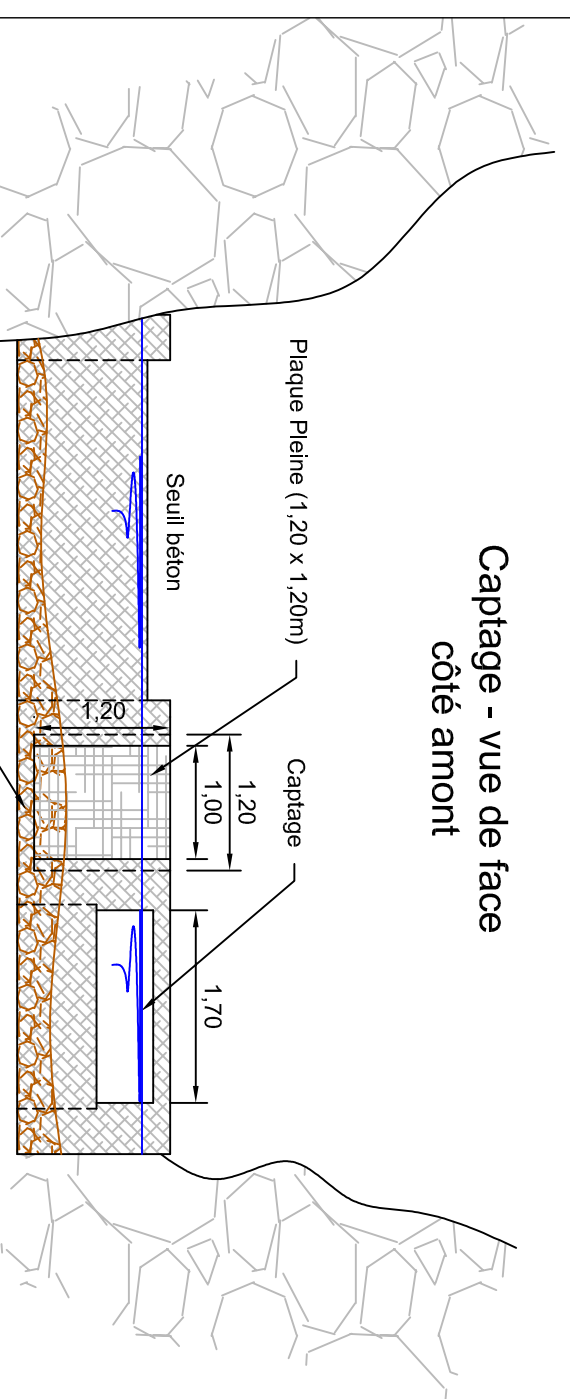 Captage - vue de face
côté amont
Plaque Pleine (1,20 x 1,20m)
Captage
Seuil béton
1,20
1,20
1,00
1,70